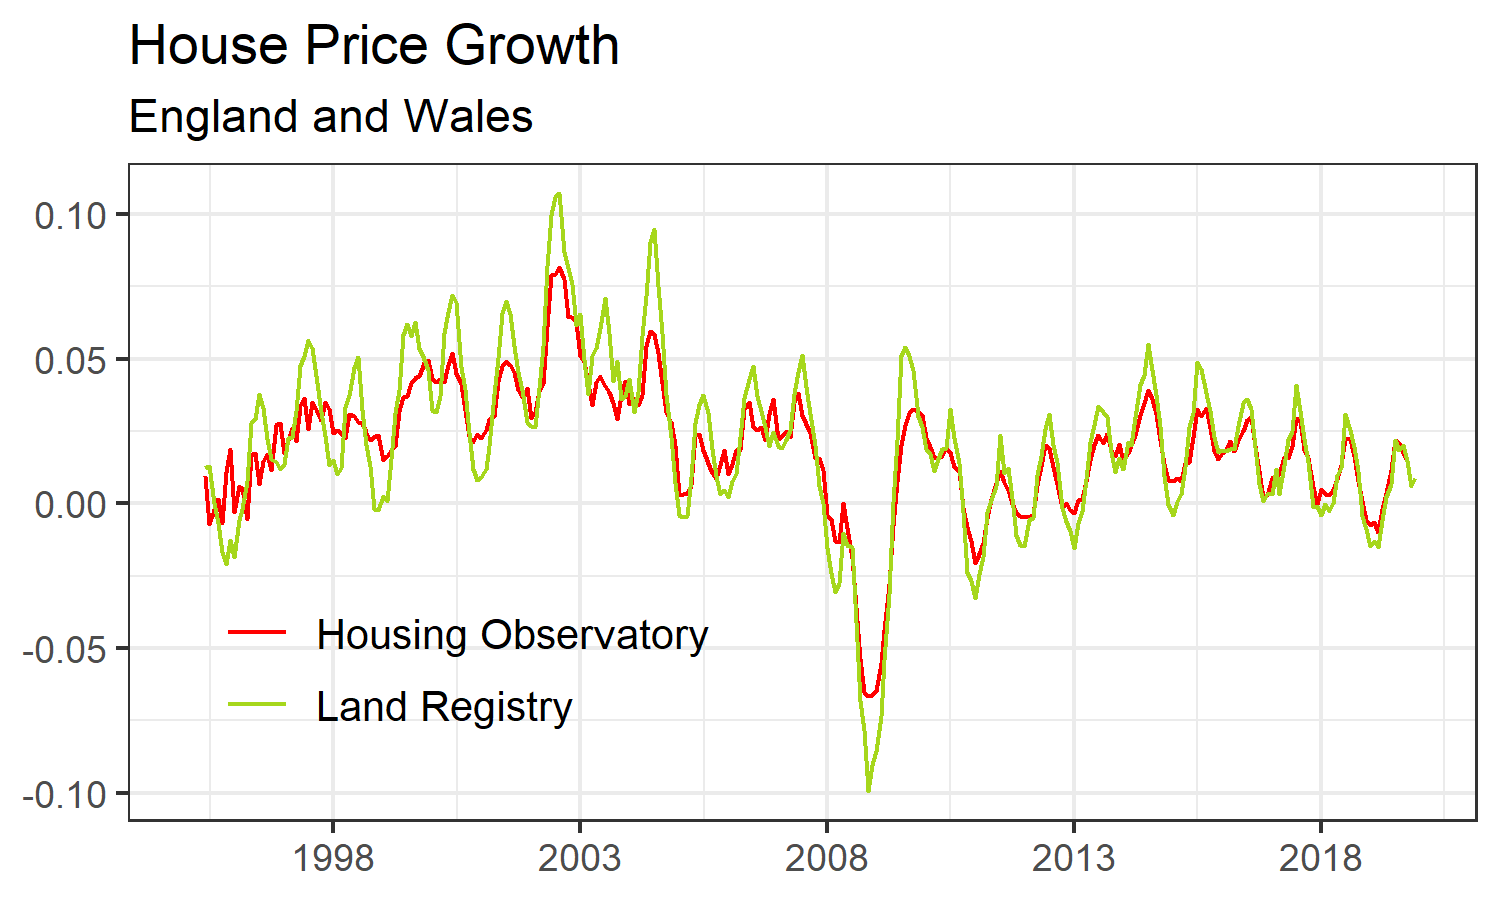 House Price Growth
England and Wales
0.10
0.05
0.00
-0.05
-0.10
Housing Observatory
Land Registry
1998 2003 2008 2013 2018